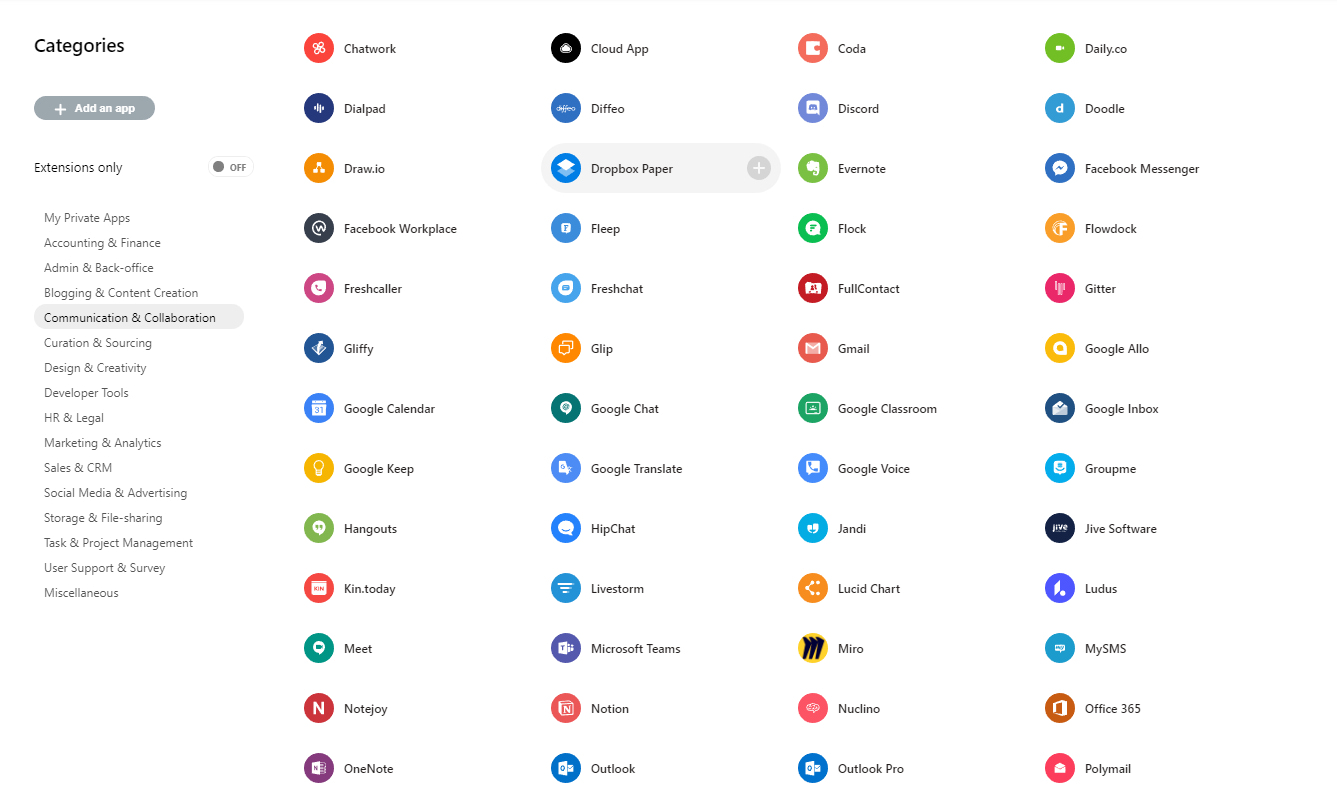 Categories
Add an app
Extensions only
OFF
My Private Apps
Accounting & Finance
Admin & Back-office
Blogging & Content Creation
Communication & Collaboration
Curation & Sourcing
Design & Creativity
Developer Tools
HR & Legal
Marketing & Analytics
Sales & CRM
Social Media & Advertising
Storage & File-sharing
Task & Project Management
User Support & Survey
Miscellaneous
Chatwork
Cloud App
Coda
Daily.co
Dialpad
diffeo
Diffeo
Discord
d
Doodle
Draw.io
Dropbox Paper
Evernote
Facebook Messenger
Facebook Workplace
Fleep
Flock
Flowdock
Freshcaller
Freshchat
FullContact
Gitter
Gliffy
Glip
Gmail
Google Allo
31
Google Calendar
Google Chat
Google Classroom
Google Inbox
Google Keep
Google Translate
Google Voice
Groupme
Hangouts
HipChat
Jandi
jive
Jive Software
KIN
Kin.today
Livestorm
Lucid Chart
Ludus
Meet
Microsoft Teams
Miro
my
MySMS
N
Notejoy
N
Notion
Nuclino
Office 365
N
OneNote
O
Outlook
O
Outlook Pro
Polymail